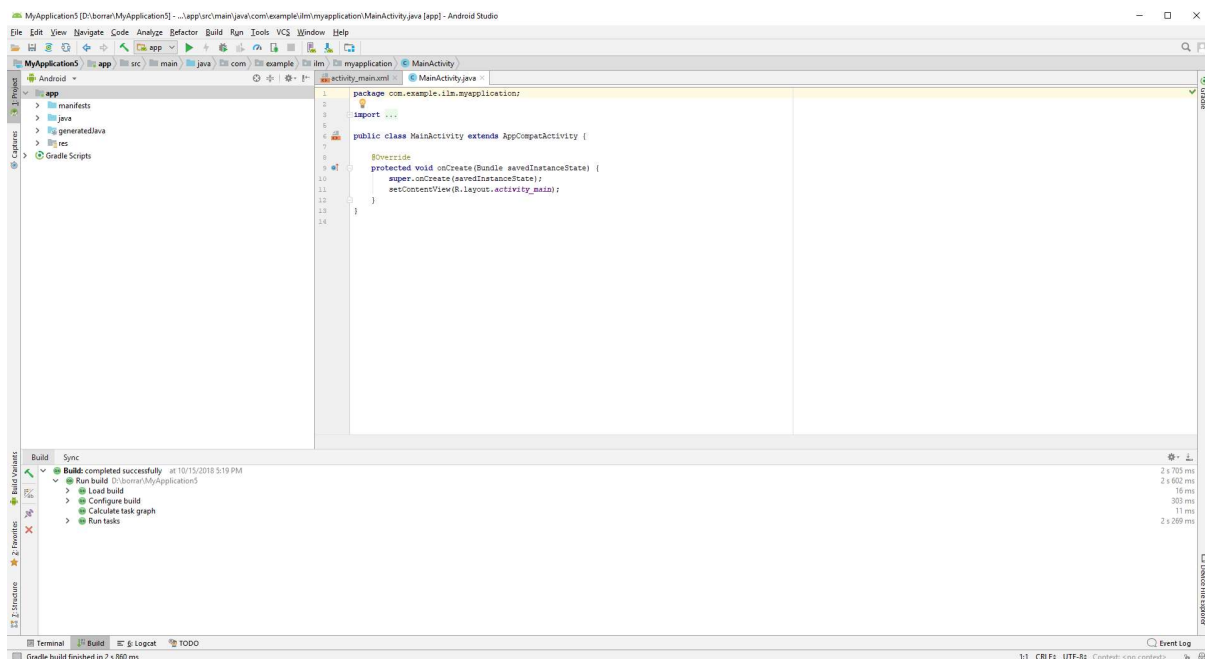 MyApplication5 [D:\borrar\MyApplication5] - ...\app\src\main\java\com\example\ilm\myapplication\MainActivity.java [app] - Android Studio
File Edit View Navigate Code Analyze Refactor Build Run Tools VCS Window Help
app
MyApplication5 app src main java com example ilm myapplication MainActivity
1: Project
Android
activity_main.xml
MainActivity.java
Gradle
app
manifests
java
generatedJava
res
Gradle Scripts
Captures
1 package com.example.ilm.myapplication;
2
3 import ...
5
6 public class MainActivity extends AppCompatActivity {
7
8 @Override
9 protected void onCreate(Bundle savedInstanceState) {
10 super.onCreate(savedInstanceState);
11 setContentView(R.layout.activity_main);
12 }
13 }
14
Build Variants
2: Favorites
7: Structure
Build Sync
Build: completed successfully at 10/15/2018 5:19 PM 2 s 705 ms
Run build D:\borrar\MyApplication5 2 s 602 ms
Load build 16 ms
Configure build 303 ms
Calculate task graph 11 ms
Run tasks 2 s 269 ms
Device File Explorer
Terminal Build 6: Logcat TODO Event Log
Gradle build finished in 2 s 860 ms 1:1 CRLF UTF-8 Context: <no context>